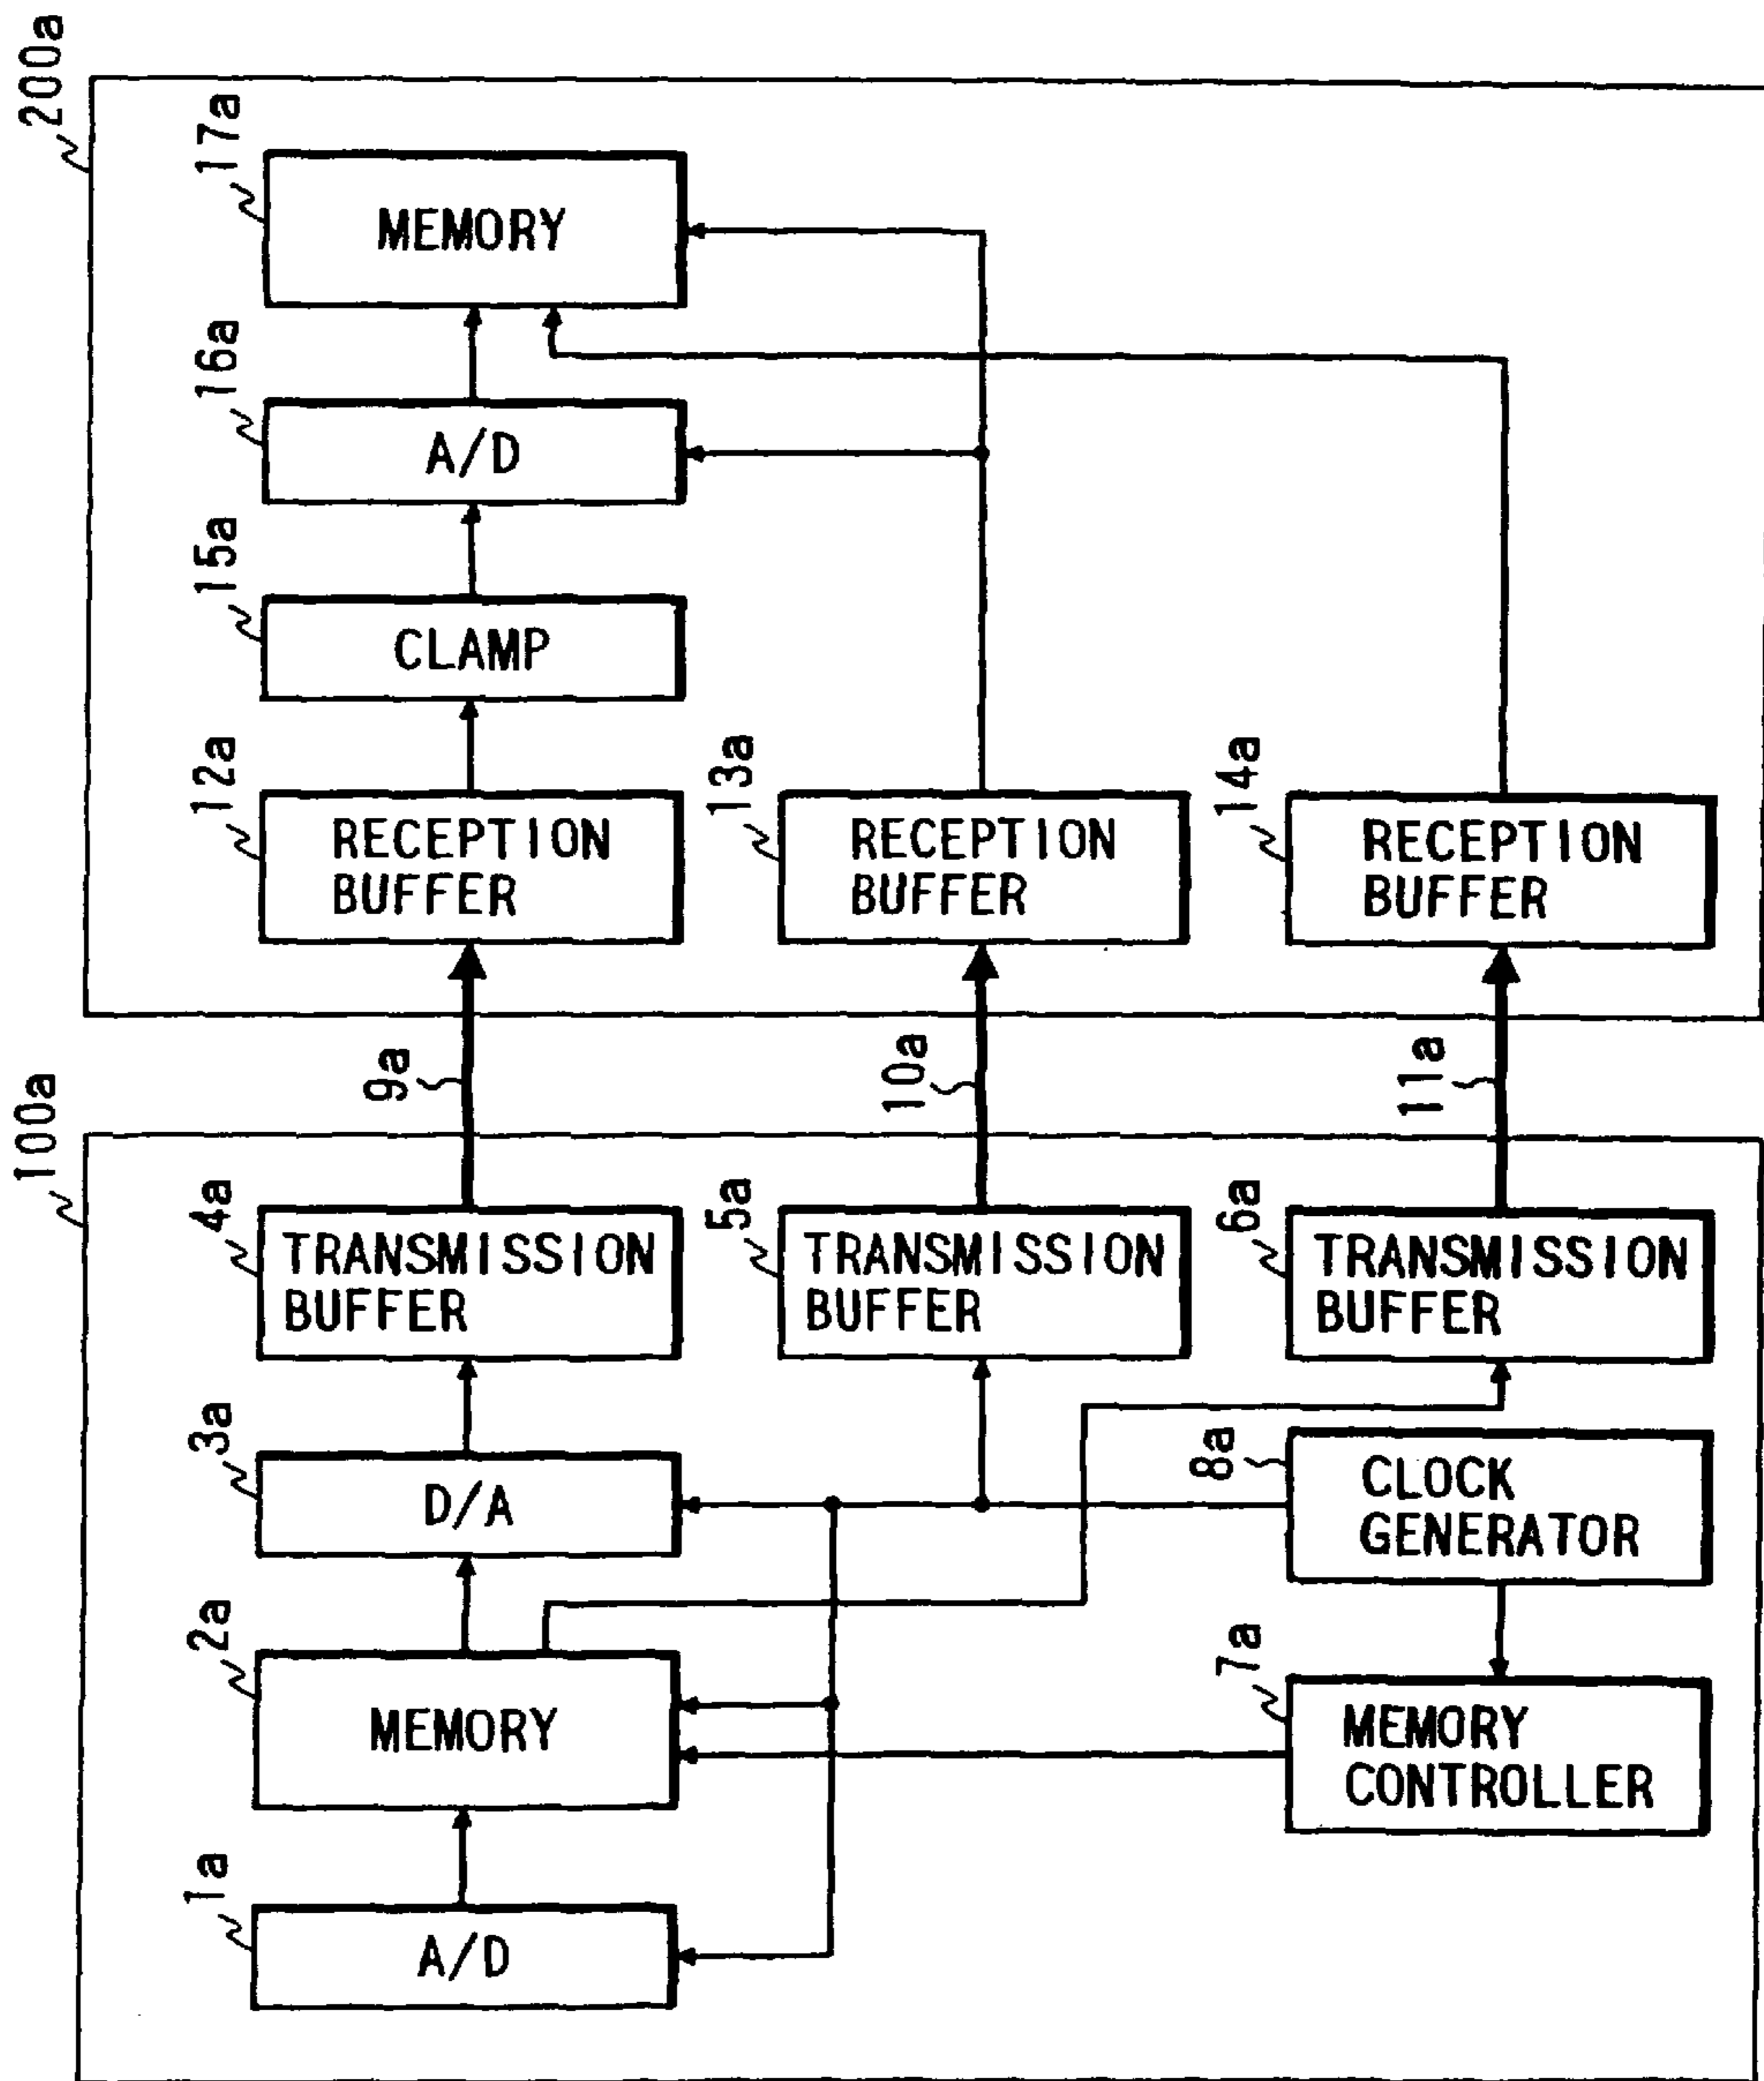 100a
200a
1a
A/D
2a
MEMORY
3a
D/A
4a
TRANSMISSION
BUFFER
9a
12a
RECEPTION
BUFFER
15a
CLAMP
16a
A/D
17a
MEMORY
5a
TRANSMISSION
BUFFER
10a
13a
RECEPTION
BUFFER
7a
MEMORY
CONTROLLER
8a
CLOCK
GENERATOR
6a
TRANSMISSION
BUFFER
11a
14a
RECEPTION
BUFFER